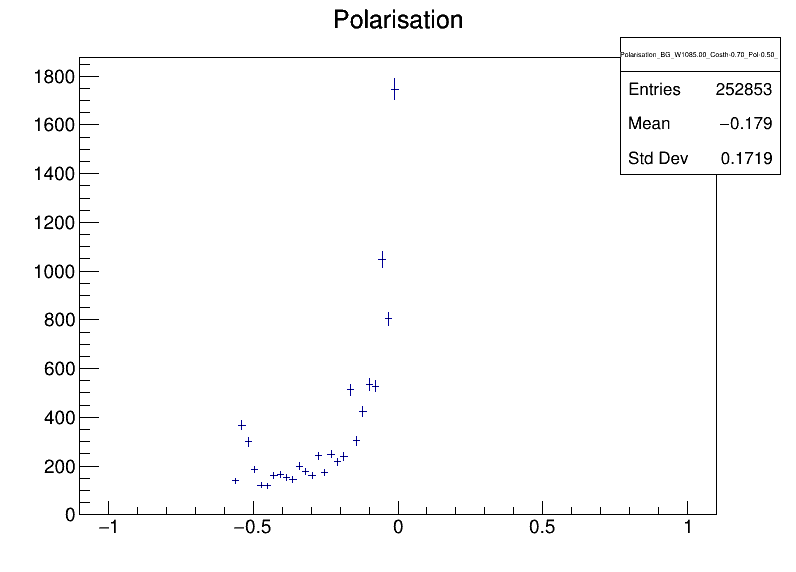 Polarisation
Polarisation_BG_W1085.00_Costh-0.70_Pol-0.50_
Entries 252853
Mean −0.179
Std Dev 0.1719
1800
1600
1400
1200
1000
800
600
400
200
0
−1 −0.5 0 0.5 1